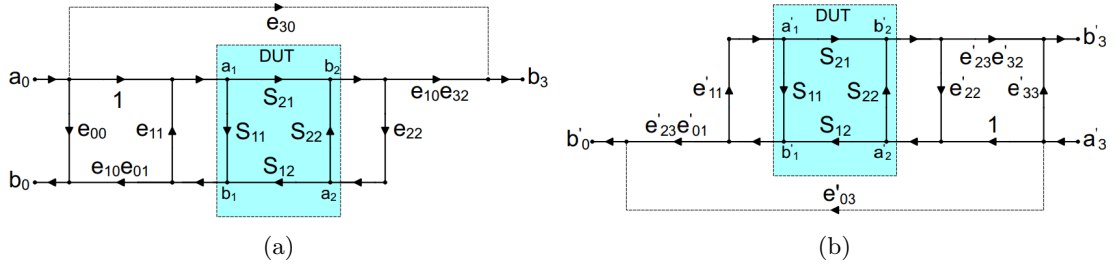 e30
DUT
a0
a1
b2
b3
1
S21
e10e32
e00
e11
S11
S22
e22
e10e01
S12
b0
b1
a2
(a)
DUT
a'1
b'2
b'3
S21
e'23e'32
e'11
S11
S22
e'22
e'33
e'23e'01
S12
1
b'0
b'1
a'2
a'3
e'03
(b)